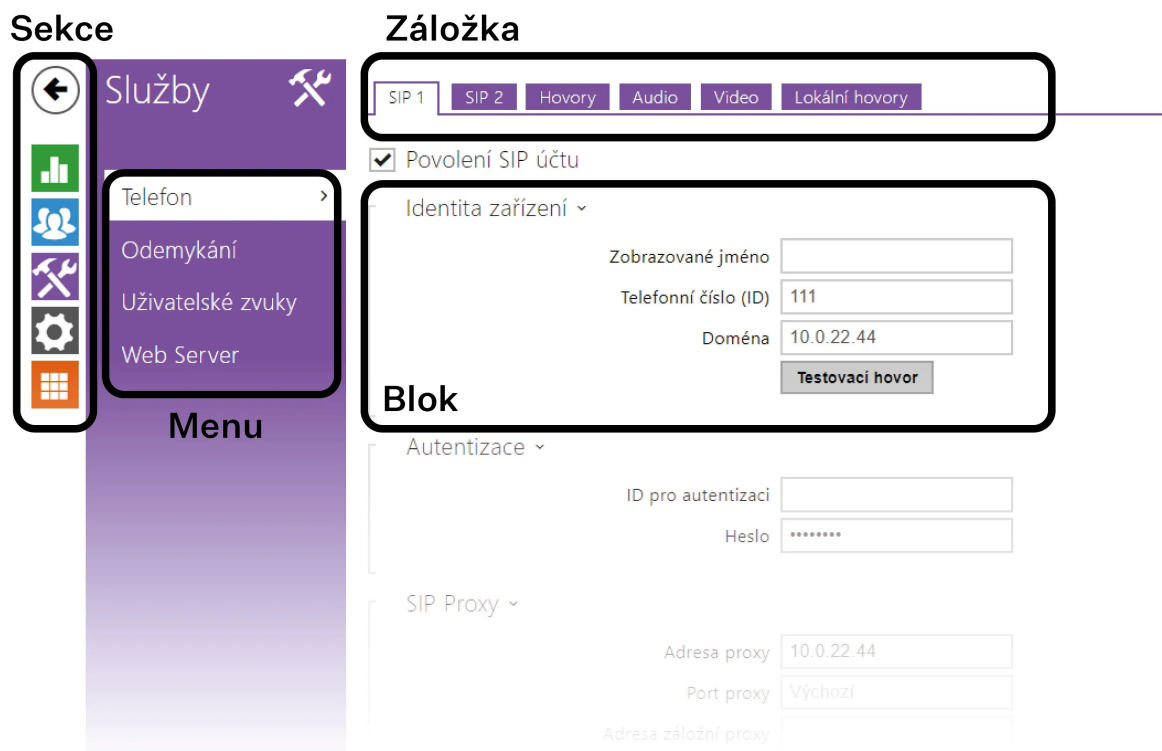 Sekce
Záložka
Služby
SIP 1 SIP 2 Hovory Audio Video Lokální hovory
Povolení SIP účtu
Telefon
Odemykání
Uživatelské zvuky
Web Server
Menu
Identita zařízení
Zobrazované jméno
Telefonní číslo (ID) 111
Doména 10.0.22.44
Testovací hovor
Blok
Autentizace
ID pro autentizaci
Heslo ••••••••
SIP Proxy
Adresa proxy 10.0.22.44
Port proxy Výchozí
Adresa záložní proxy